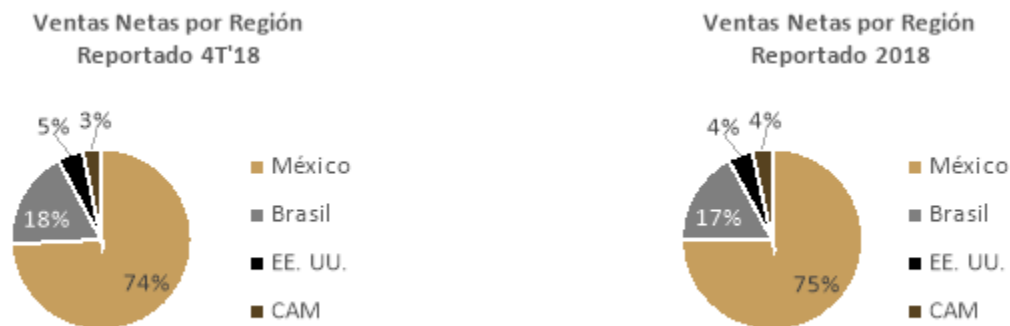 Ventas Netas por Región
Reportado 4T'18
5% 3%
18%
74%
México
Brasil
EE. UU.
CAM
Ventas Netas por Región
Reportado 2018
4% 4%
17%
75%
México
Brasil
EE. UU.
CAM